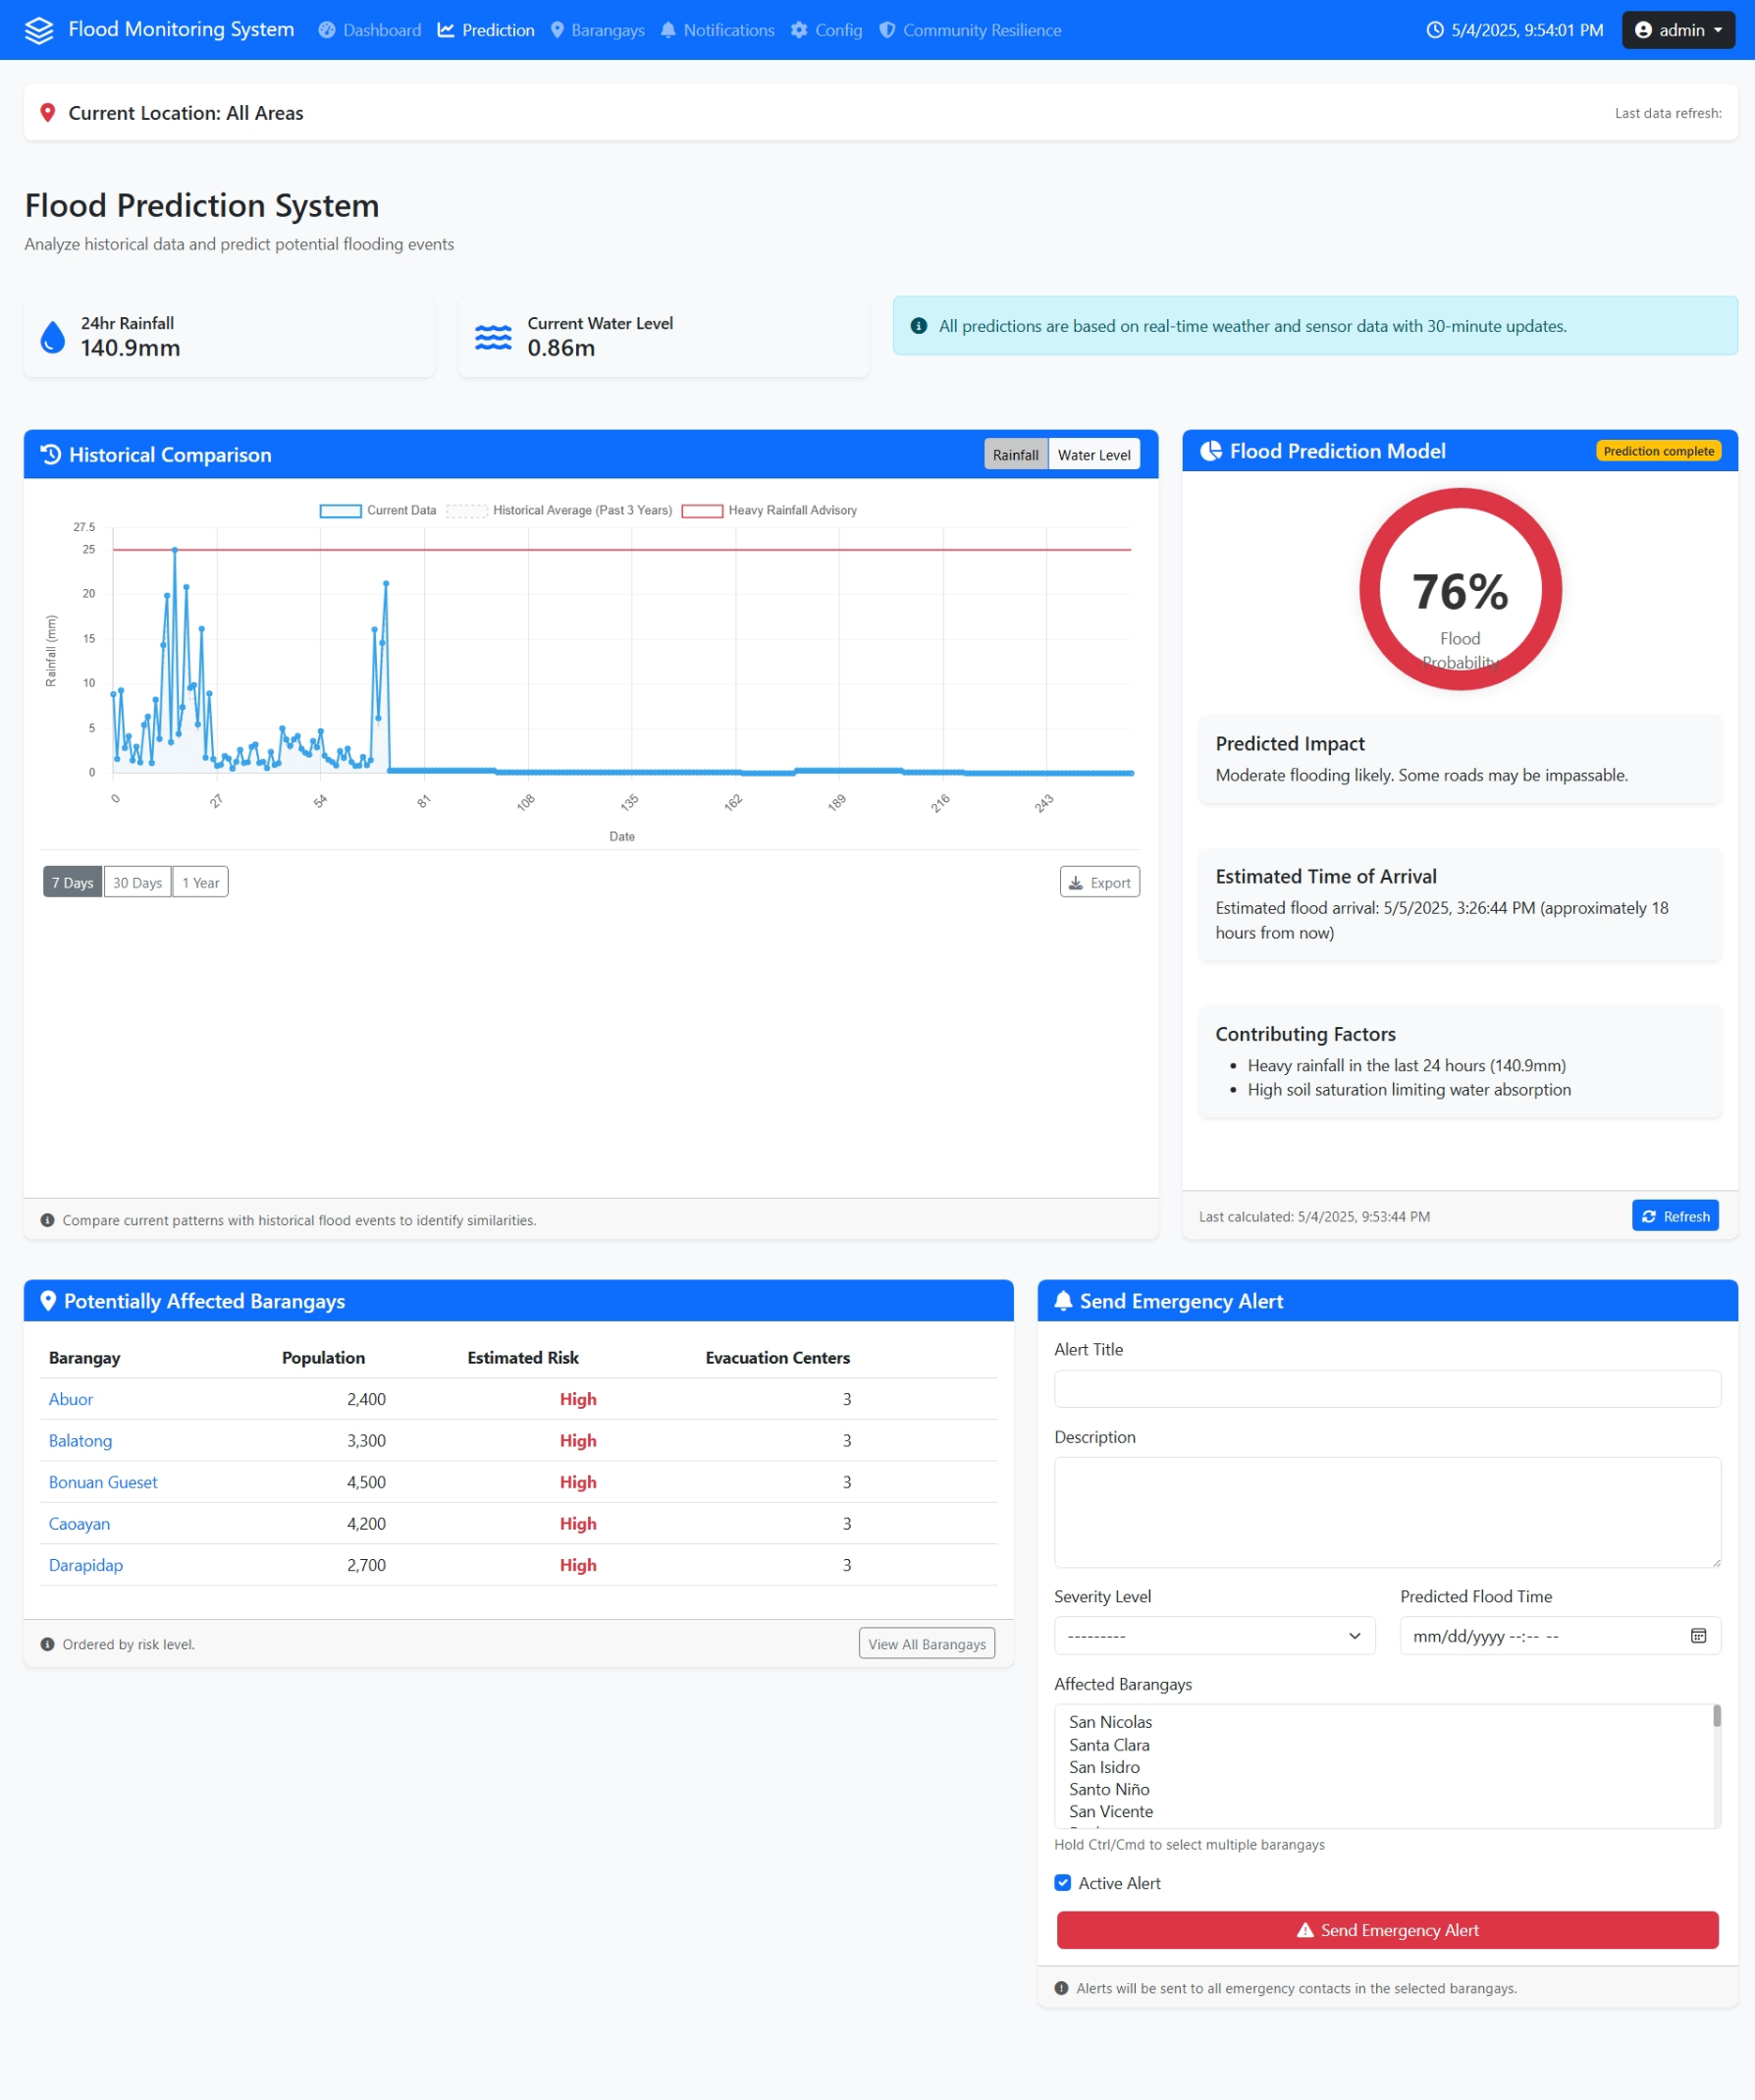 Flood Monitoring System Dashboard Prediction Barangays Notifications Config Community Resilience 5/4/2025, 9:54:01 PM admin
Current Location: All Areas Last data refresh:
Flood Prediction System
Analyze historical data and predict potential flooding events
24hr Rainfall
140.9mm
Current Water Level
0.86m
All predictions are based on real-time weather and sensor data with 30-minute updates.
Historical Comparison Rainfall Water Level
Current Data Historical Average (Past 3 Years) Heavy Rainfall Advisory
27.5
25
20
15
10
5
0
Rainfall (mm)
0 27 54 81 108 135 162 189 216 243
Date
7 Days 30 Days 1 Year Export
Compare current patterns with historical flood events to identify similarities.
Flood Prediction Model Prediction complete
76%
Flood
Probability
Predicted Impact
Moderate flooding likely. Some roads may be impassable.
Estimated Time of Arrival
Estimated flood arrival: 5/5/2025, 3:26:44 PM (approximately 18
hours from now)
Contributing Factors
Heavy rainfall in the last 24 hours (140.9mm)
High soil saturation limiting water absorption
Last calculated: 5/4/2025, 9:53:44 PM Refresh
Potentially Affected Barangays
Barangay Population Estimated Risk Evacuation Centers
Abuor 2,400 High 3
Balatong 3,300 High 3
Bonuan Gueset 4,500 High 3
Caoayan 4,200 High 3
Darapidap 2,700 High 3
Ordered by risk level. View All Barangays
Send Emergency Alert
Alert Title
Description
Severity Level Predicted Flood Time
--------- mm/dd/yyyy --:-- --
Affected Barangays
San Nicolas
Santa Clara
San Isidro
Santo Niño
San Vicente
Hold Ctrl/Cmd to select multiple barangays
Active Alert
Send Emergency Alert
Alerts will be sent to all emergency contacts in the selected barangays.